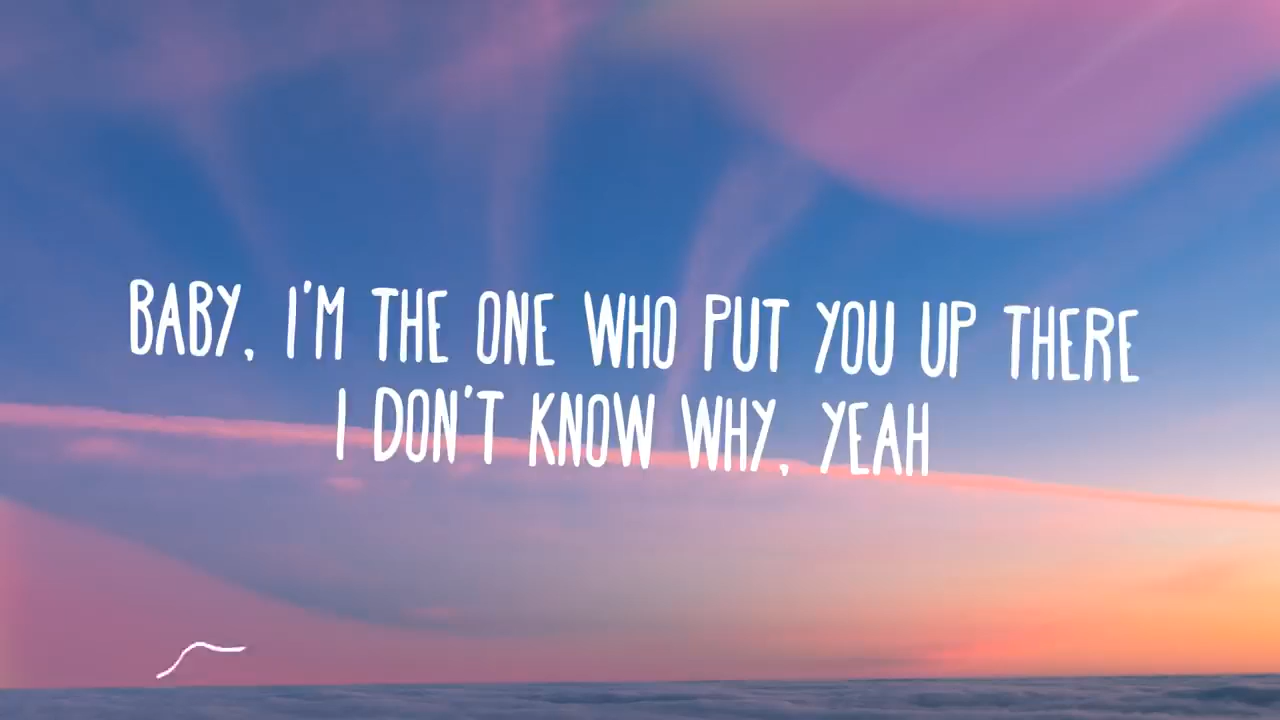 BABY, I'M THE ONE WHO PUT YOU UP THERE
I DON'T KNOW WHY, YEAH